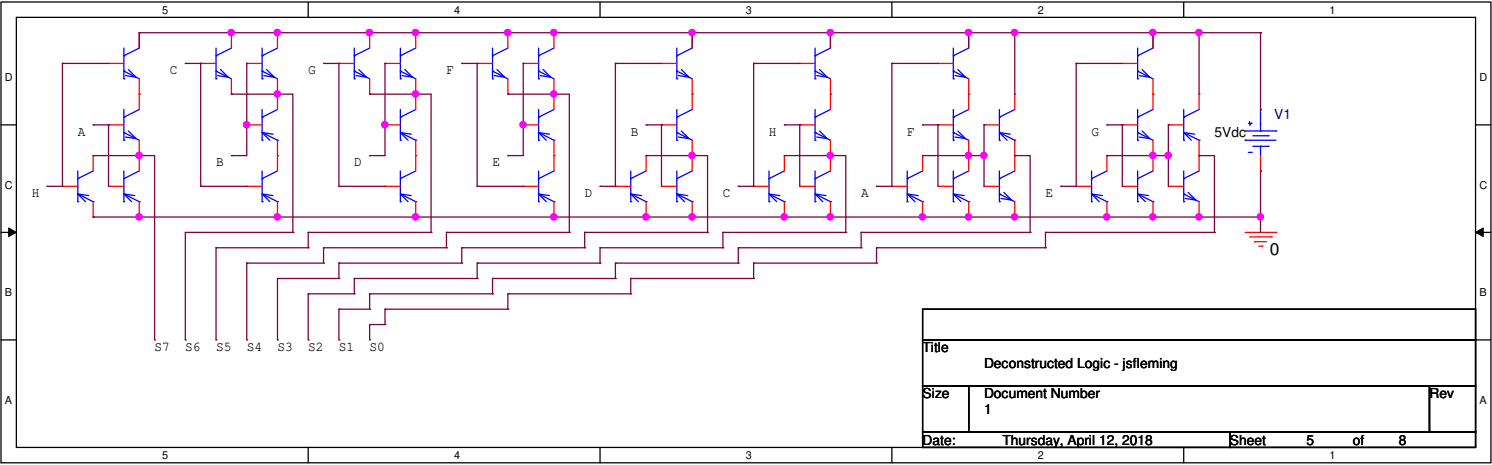 5 4 3 2 1
D D
C G F
A B H F G V1
5Vdc
B D E
C C
H D C A E
0
B B
S7 S6 S5 S4 S3 S2 S1 S0
Title
Deconstructed Logic - jsfleming
Size Document Number Rev
1
A A
Date: Thursday, April 12, 2018 Sheet 5 of 8
5 4 3 2 1